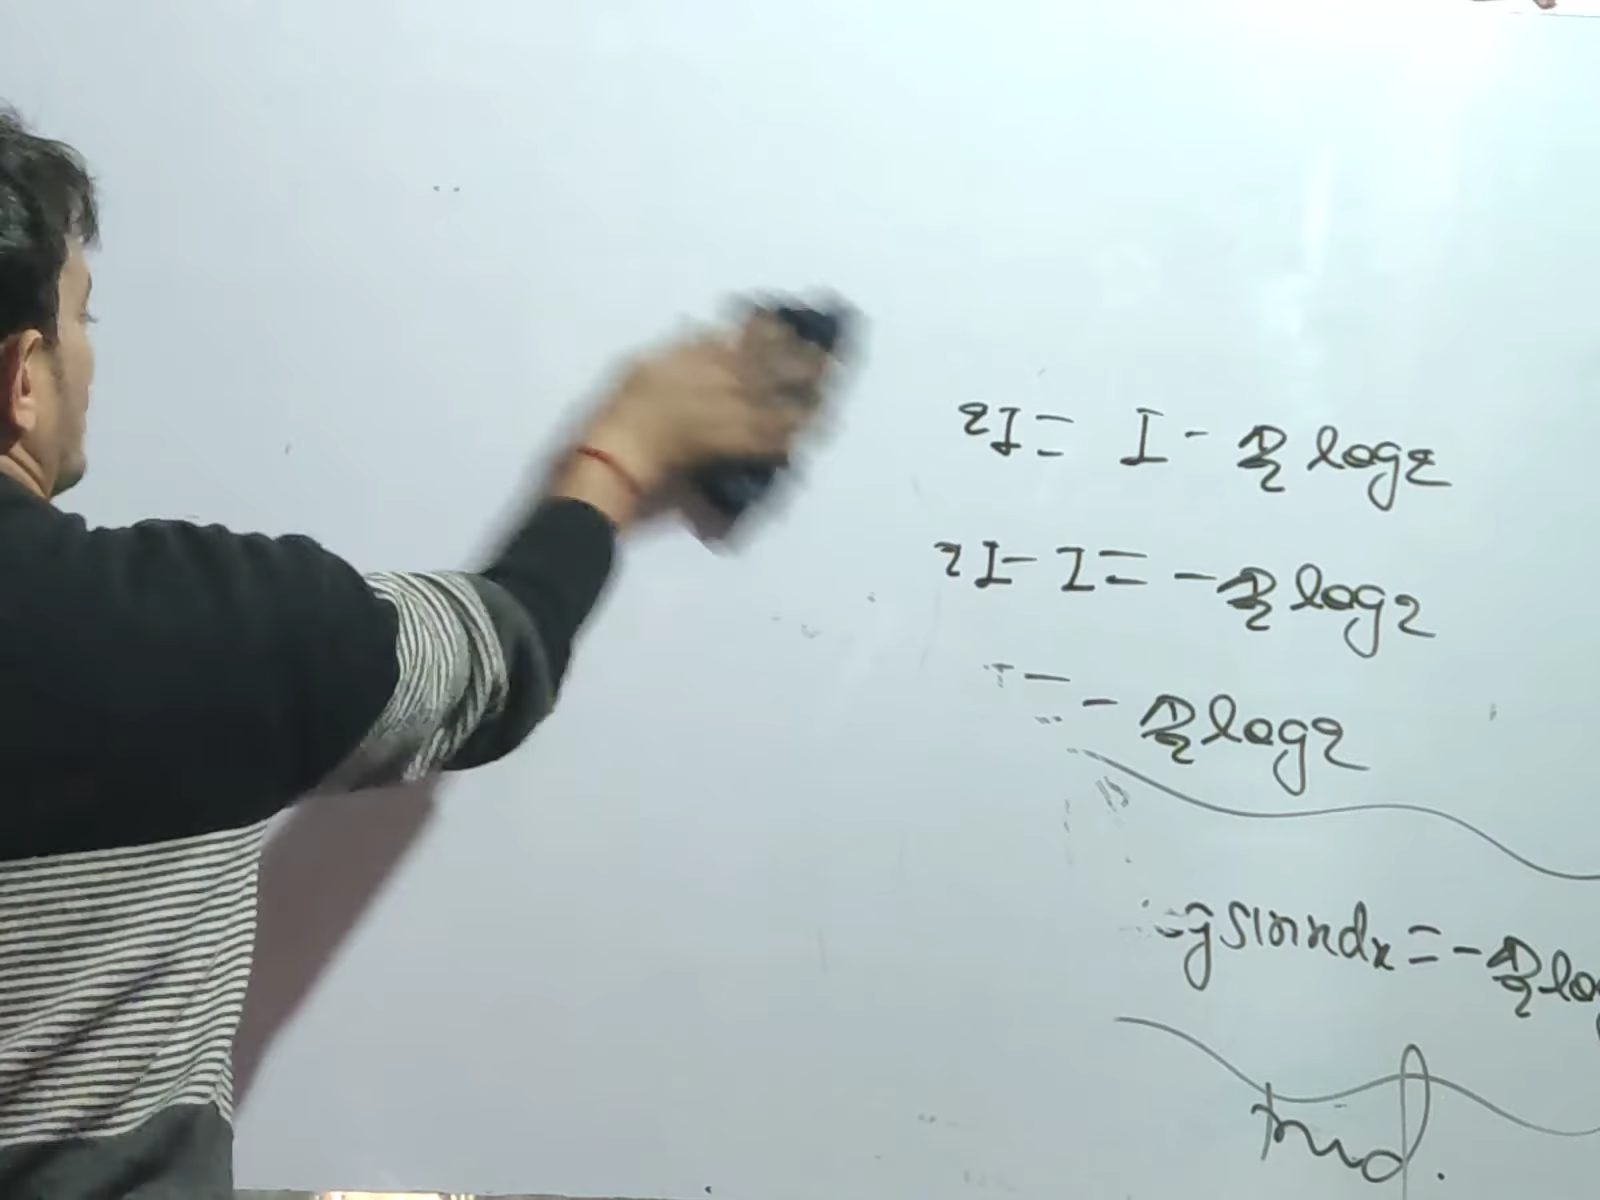 2I = I - π/2 log2
2I - I = - π/2 log2
I = - π/2 log2
log sinx dx = - π/2 log